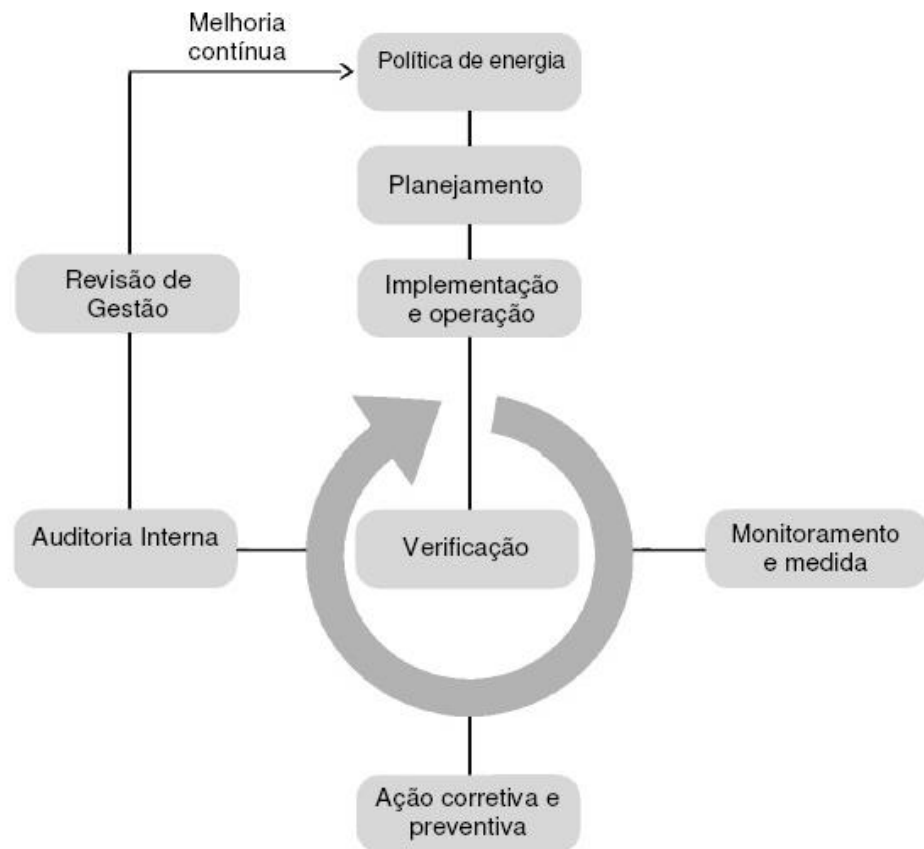 Melhoria
contínua
Política de energia
Planejamento
Implementação
e operação
Revisão de
Gestão
Auditoria Interna
Verificação
Monitoramento
e medida
Ação corretiva e
preventiva